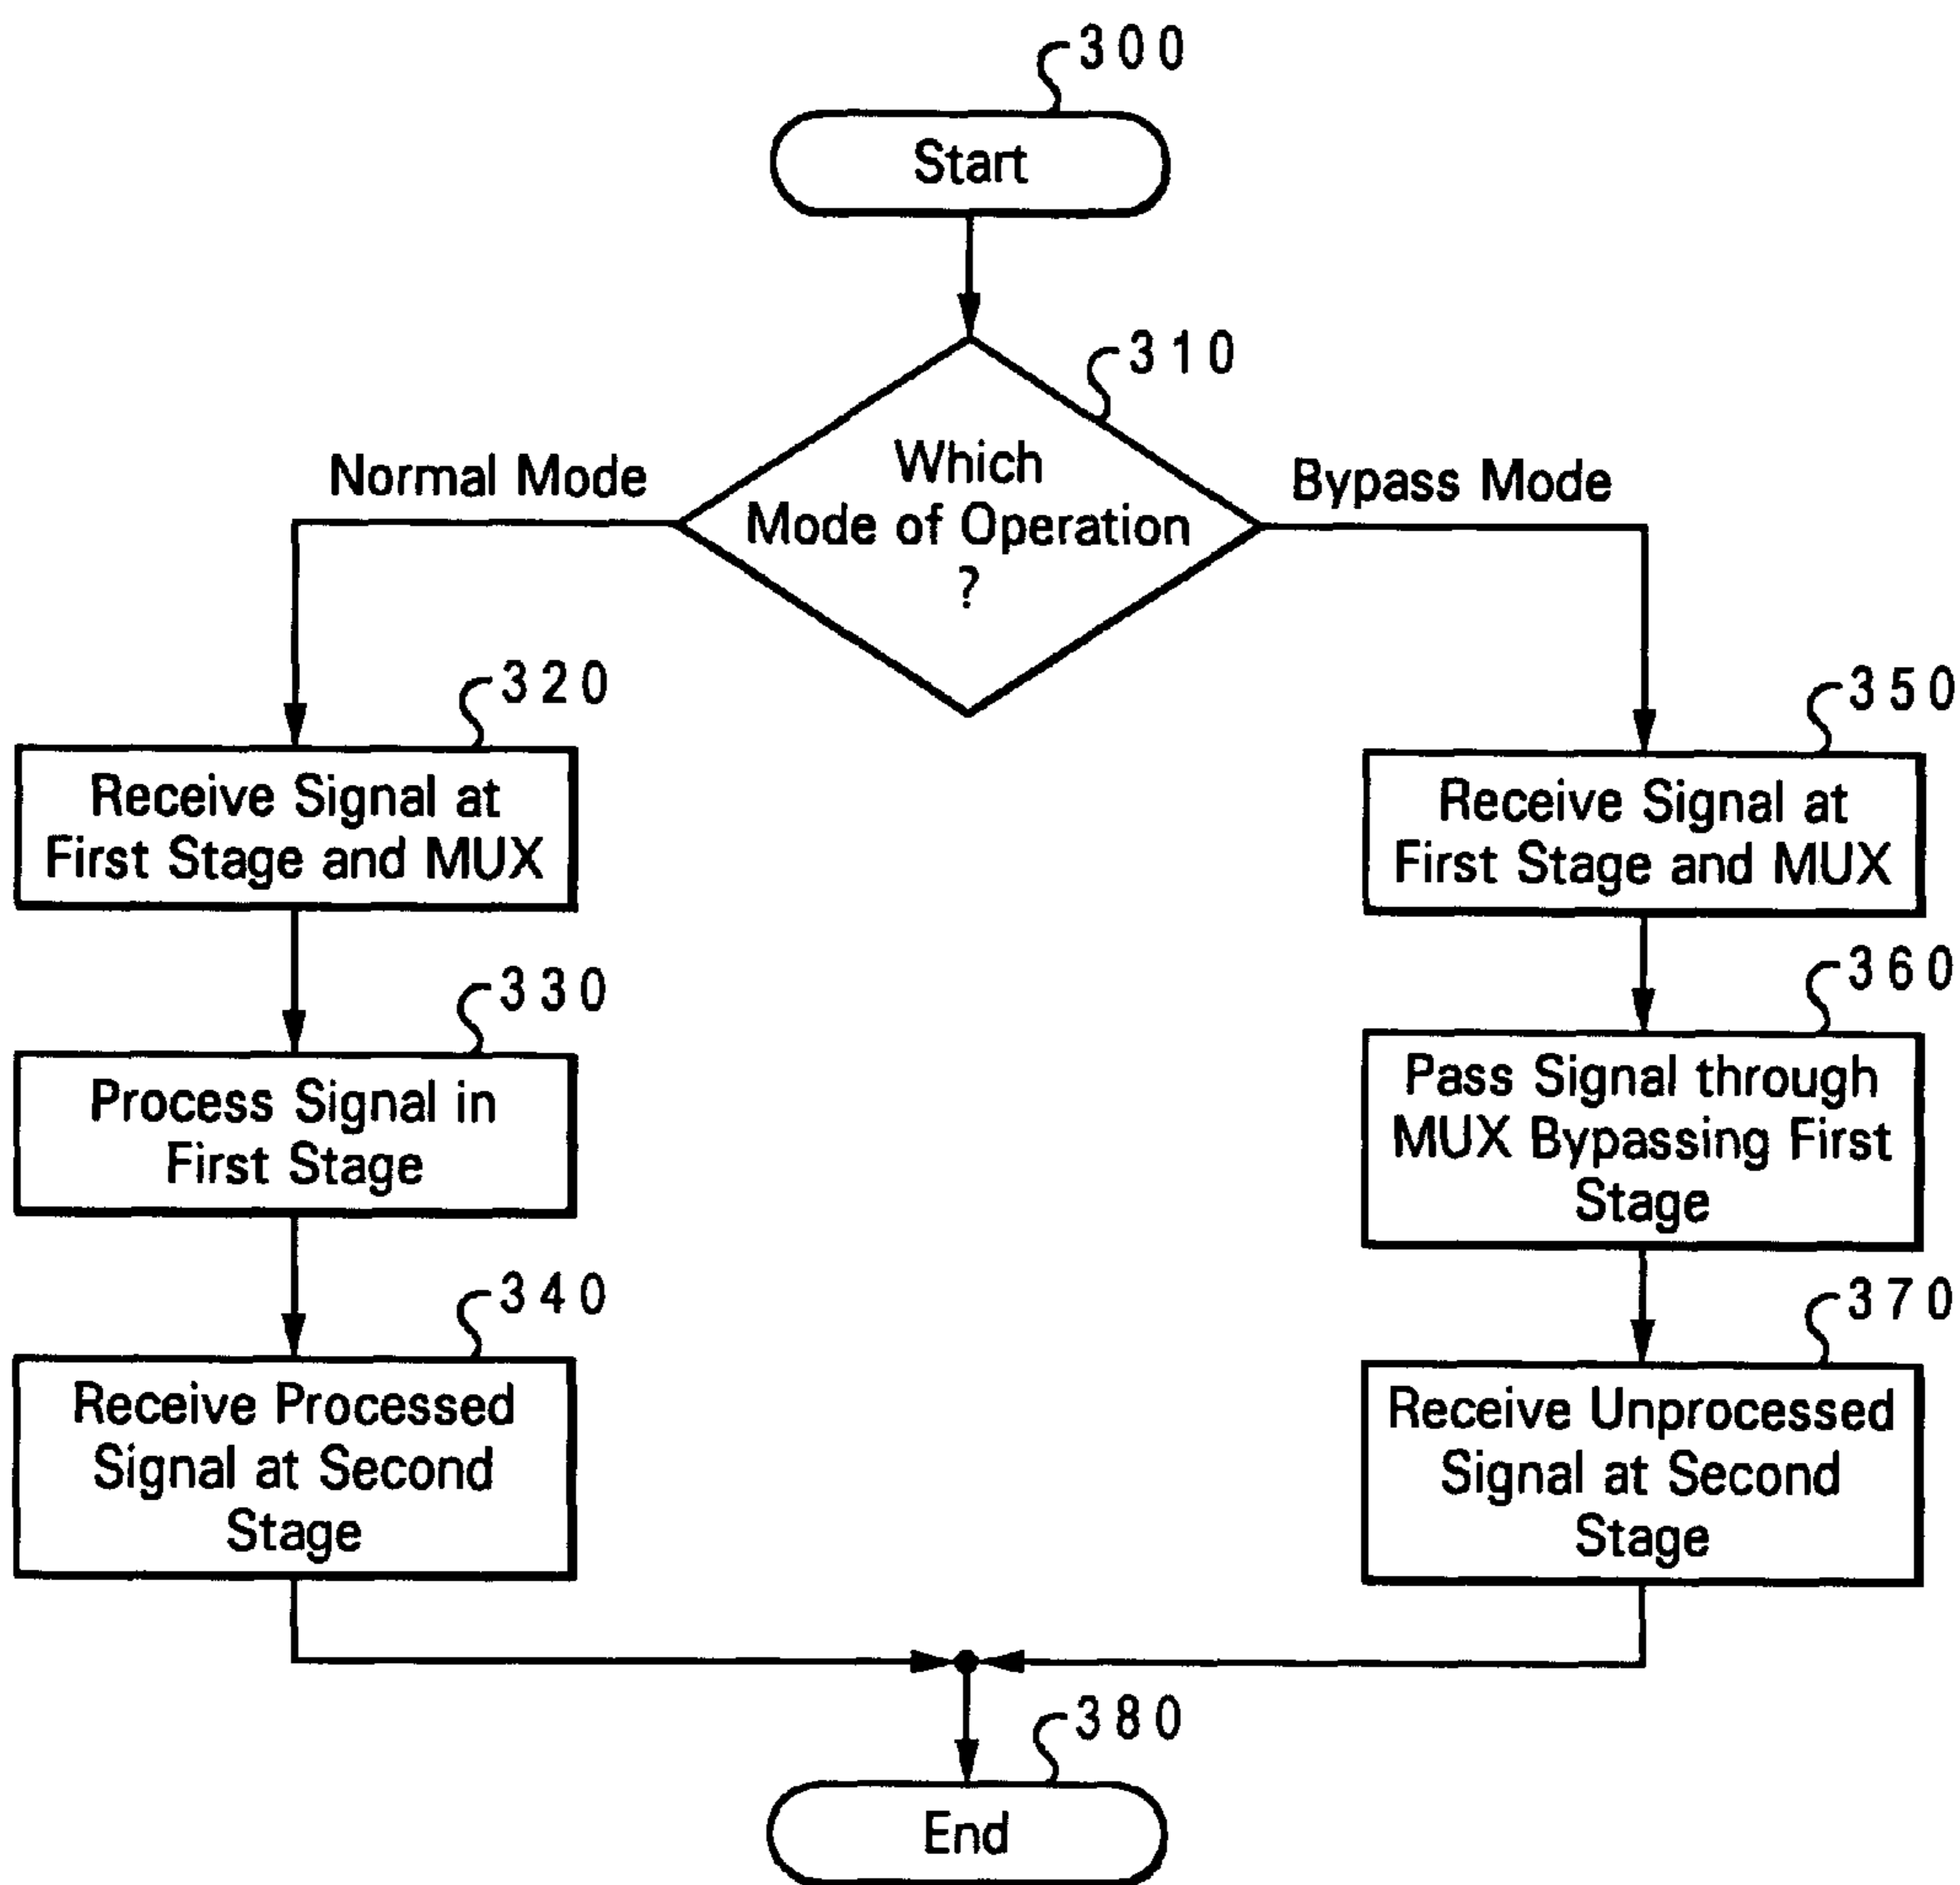 300
Start
310
Which
Mode of Operation
?
Normal Mode
Bypass Mode
320
Receive Signal at
First Stage and MUX
330
Process Signal in
First Stage
340
Receive Processed
Signal at Second
Stage
350
Receive Signal at
First Stage and MUX
360
Pass Signal through
MUX Bypassing First
Stage
370
Receive Unprocessed
Signal at Second
Stage
380
End